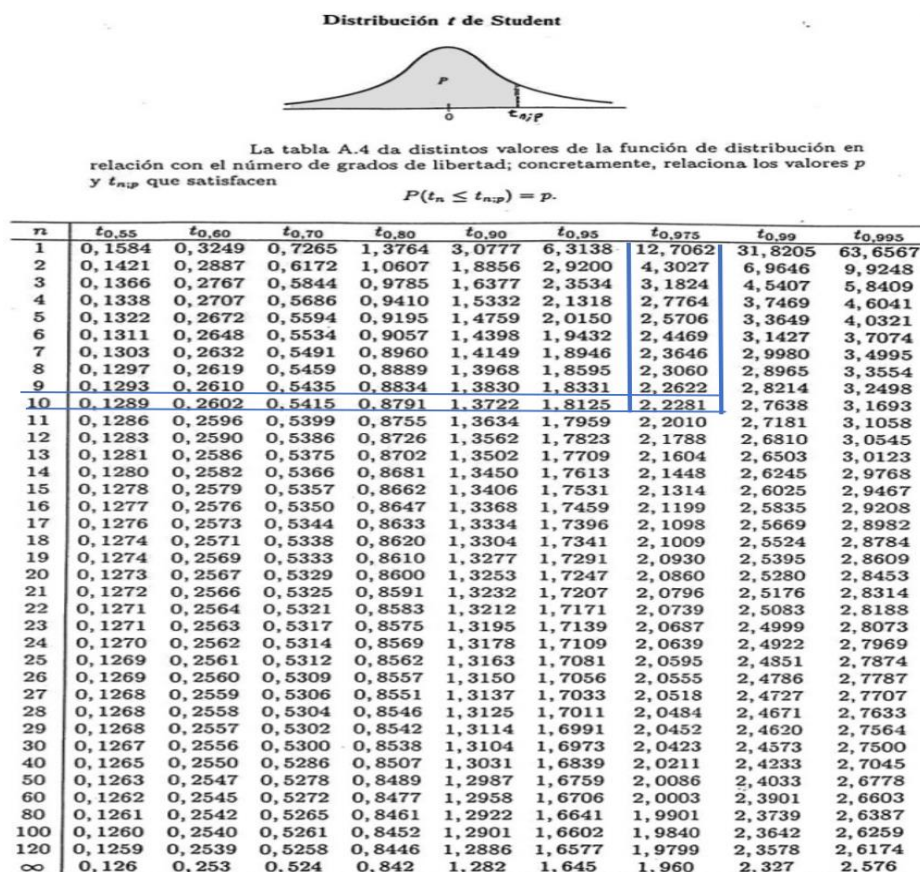 Distribución t de Student
P
0
t_{n;p}
La tabla A.4 da distintos valores de la función de distribución en
relación con el número de grados de libertad; concretamente, relaciona los valores p
y t_{n;p} que satisfacen
P(t_n ≤ t_{n;p}) = p.
n t_{0,55} t_{0,60} t_{0,70} t_{0,80} t_{0,90} t_{0,95} t_{0,975} t_{0,99} t_{0,995}
1 0,1584 0,3249 0,7265 1,3764 3,0777 6,3138 12,7062 31,8205 63,6567
2 0,1421 0,2887 0,6172 1,0607 1,8856 2,9200 4,3027 6,9646 9,9248
3 0,1366 0,2767 0,5844 0,9785 1,6377 2,3534 3,1824 4,5407 5,8409
4 0,1338 0,2707 0,5686 0,9410 1,5332 2,1318 2,7764 3,7469 4,6041
5 0,1322 0,2672 0,5594 0,9195 1,4759 2,0150 2,5706 3,3649 4,0321
6 0,1311 0,2648 0,5534 0,9057 1,4398 1,9432 2,4469 3,1427 3,7074
7 0,1303 0,2632 0,5491 0,8960 1,4149 1,8946 2,3646 2,9980 3,4995
8 0,1297 0,2619 0,5459 0,8889 1,3968 1,8595 2,3060 2,8965 3,3554
9 0,1293 0,2610 0,5435 0,8834 1,3830 1,8331 2,2622 2,8214 3,2498
10 0,1289 0,2602 0,5415 0,8791 1,3722 1,8125 2,2281 2,7638 3,1693
11 0,1286 0,2596 0,5399 0,8755 1,3634 1,7959 2,2010 2,7181 3,1058
12 0,1283 0,2590 0,5386 0,8726 1,3562 1,7823 2,1788 2,6810 3,0545
13 0,1281 0,2586 0,5375 0,8702 1,3502 1,7709 2,1604 2,6503 3,0123
14 0,1280 0,2582 0,5366 0,8681 1,3450 1,7613 2,1448 2,6245 2,9768
15 0,1278 0,2579 0,5357 0,8662 1,3406 1,7531 2,1314 2,6025 2,9467
16 0,1277 0,2576 0,5350 0,8647 1,3368 1,7459 2,1199 2,5835 2,9208
17 0,1276 0,2573 0,5344 0,8633 1,3334 1,7396 2,1098 2,5669 2,8982
18 0,1274 0,2571 0,5338 0,8620 1,3304 1,7341 2,1009 2,5524 2,8784
19 0,1274 0,2569 0,5333 0,8610 1,3277 1,7291 2,0930 2,5395 2,8609
20 0,1273 0,2567 0,5329 0,8600 1,3253 1,7247 2,0860 2,5280 2,8453
21 0,1272 0,2566 0,5325 0,8591 1,3232 1,7207 2,0796 2,5176 2,8314
22 0,1271 0,2564 0,5321 0,8583 1,3212 1,7171 2,0739 2,5083 2,8188
23 0,1271 0,2563 0,5317 0,8575 1,3195 1,7139 2,0687 2,4999 2,8073
24 0,1270 0,2562 0,5314 0,8569 1,3178 1,7109 2,0639 2,4922 2,7969
25 0,1269 0,2561 0,5312 0,8562 1,3163 1,7081 2,0595 2,4851 2,7874
26 0,1269 0,2560 0,5309 0,8557 1,3150 1,7056 2,0555 2,4786 2,7787
27 0,1268 0,2559 0,5306 0,8551 1,3137 1,7033 2,0518 2,4727 2,7707
28 0,1268 0,2558 0,5304 0,8546 1,3125 1,7011 2,0484 2,4671 2,7633
29 0,1268 0,2557 0,5302 0,8542 1,3114 1,6991 2,0452 2,4620 2,7564
30 0,1267 0,2556 0,5300 0,8538 1,3104 1,6973 2,0423 2,4573 2,7500
40 0,1265 0,2550 0,5286 0,8507 1,3031 1,6839 2,0211 2,4233 2,7045
50 0,1263 0,2547 0,5278 0,8489 1,2987 1,6759 2,0086 2,4033 2,6778
60 0,1262 0,2545 0,5272 0,8477 1,2958 1,6706 2,0003 2,3901 2,6603
80 0,1261 0,2542 0,5265 0,8461 1,2922 1,6641 1,9901 2,3739 2,6387
100 0,1260 0,2540 0,5261 0,8452 1,2901 1,6602 1,9840 2,3642 2,6259
120 0,1259 0,2539 0,5258 0,8446 1,2886 1,6577 1,9799 2,3578 2,6174
∞ 0,126 0,253 0,524 0,842 1,282 1,645 1,960 2,327 2,576